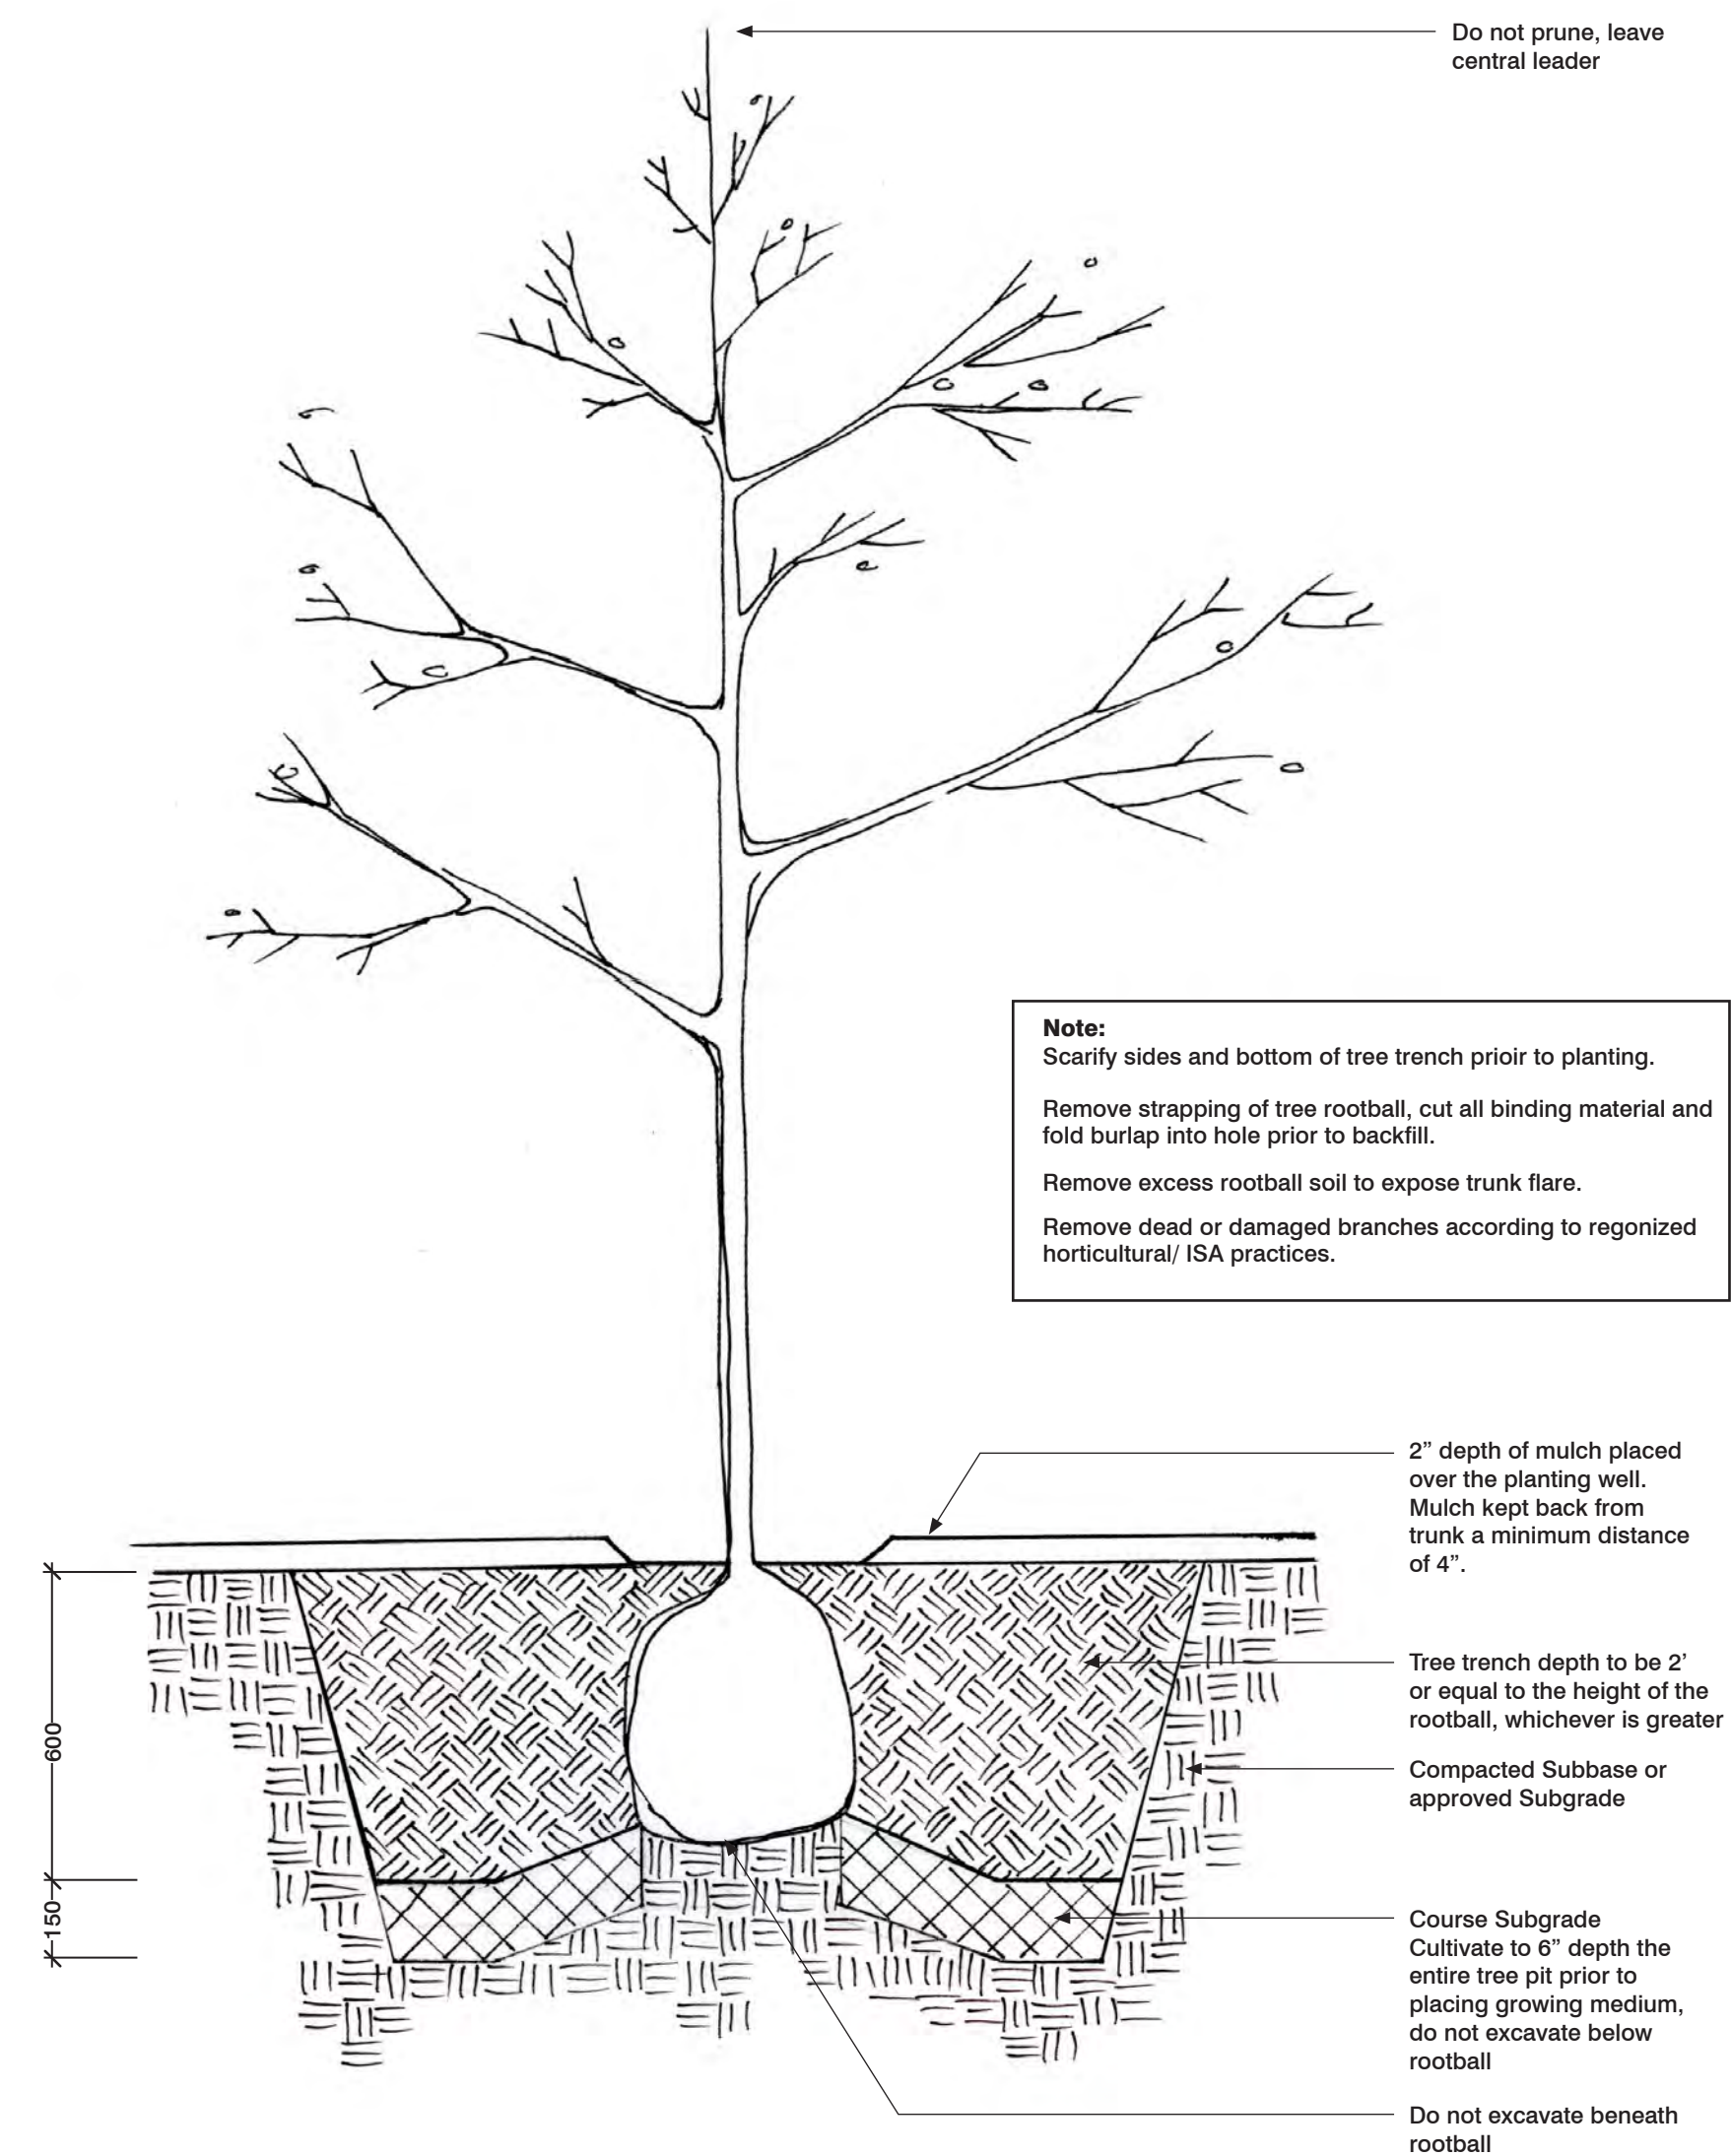 Do not prune, leave
central leader
Note:
Scarify sides and bottom of tree trench prioir to planting.
Remove strapping of tree rootball, cut all binding material and
fold burlap into hole prior to backfill.
Remove excess rootball soil to expose trunk flare.
Remove dead or damaged branches according to regonized
horticultural/ ISA practices.
2” depth of mulch placed
over the planting well.
Mulch kept back from
trunk a minimum distance
of 4”.
Tree trench depth to be 2’
or equal to the height of the
rootball, whichever is greater
Compacted Subbase or
approved Subgrade
600
150
Course Subgrade
Cultivate to 6” depth the
entire tree pit prior to
placing growing medium,
do not excavate below
rootball
Do not excavate beneath
rootball